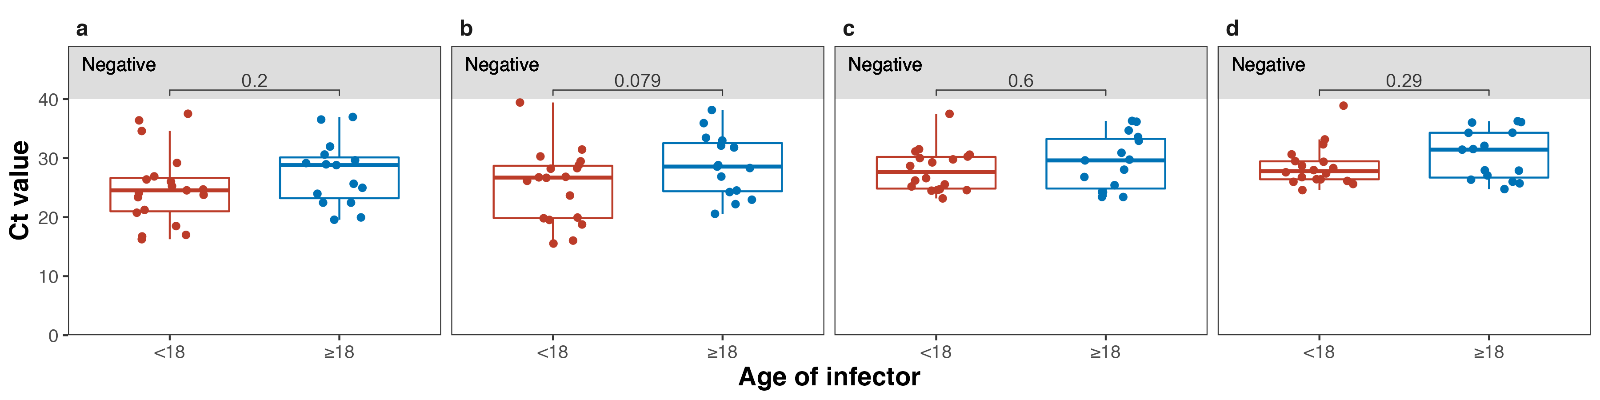 a b c d
Negative Negative Negative Negative
0.2 0.079 0.6 0.29
40
30
20
10
0
Ct value
<18 ≥18 <18 ≥18 <18 ≥18 <18 ≥18
Age of infector